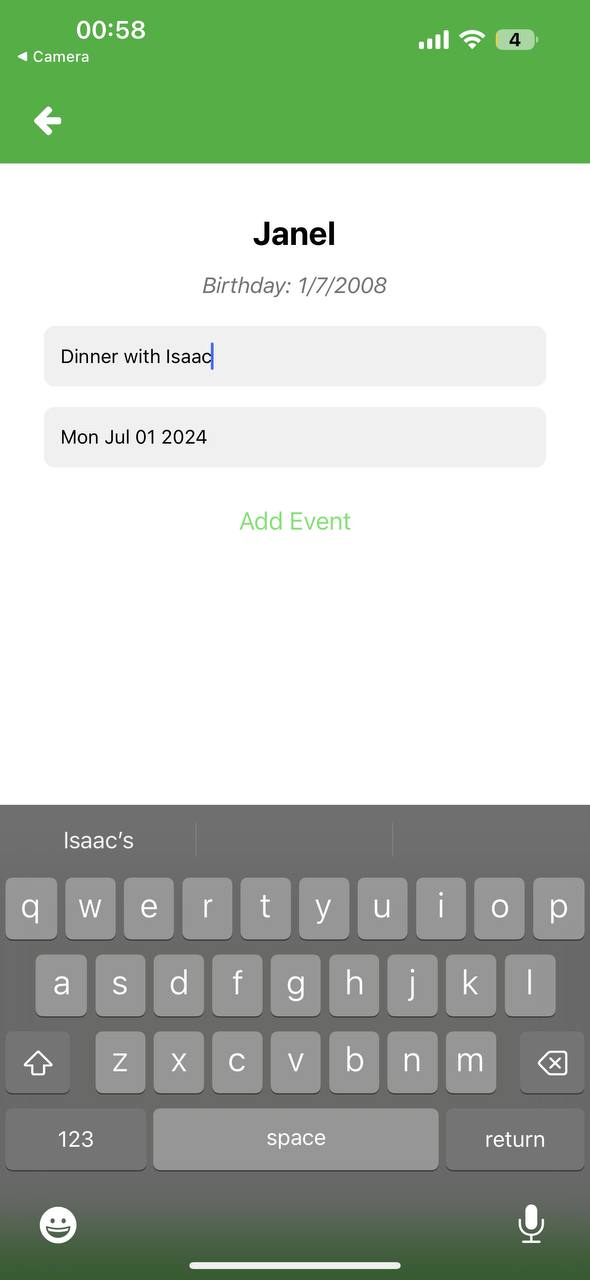 00:58
4
◀ Camera
Janel
Birthday: 1/7/2008
Dinner with Isaac
Mon Jul 01 2024
Add Event
Isaac’s
q w e r t y u i o p
a s d f g h j k l
z x c v b n m
123 space return